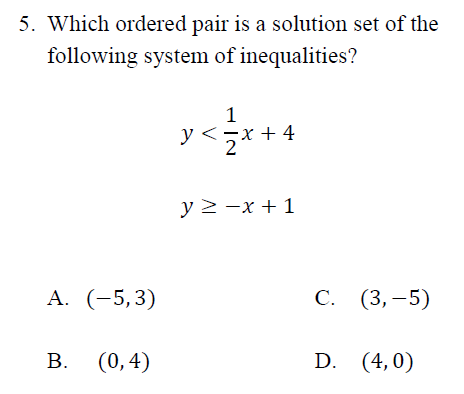 5. Which ordered pair is a solution set of the
following system of inequalities?
y < 1/2 x + 4
y ≥ −x + 1
A. (−5, 3)
C. (3, −5)
B. (0, 4)
D. (4, 0)